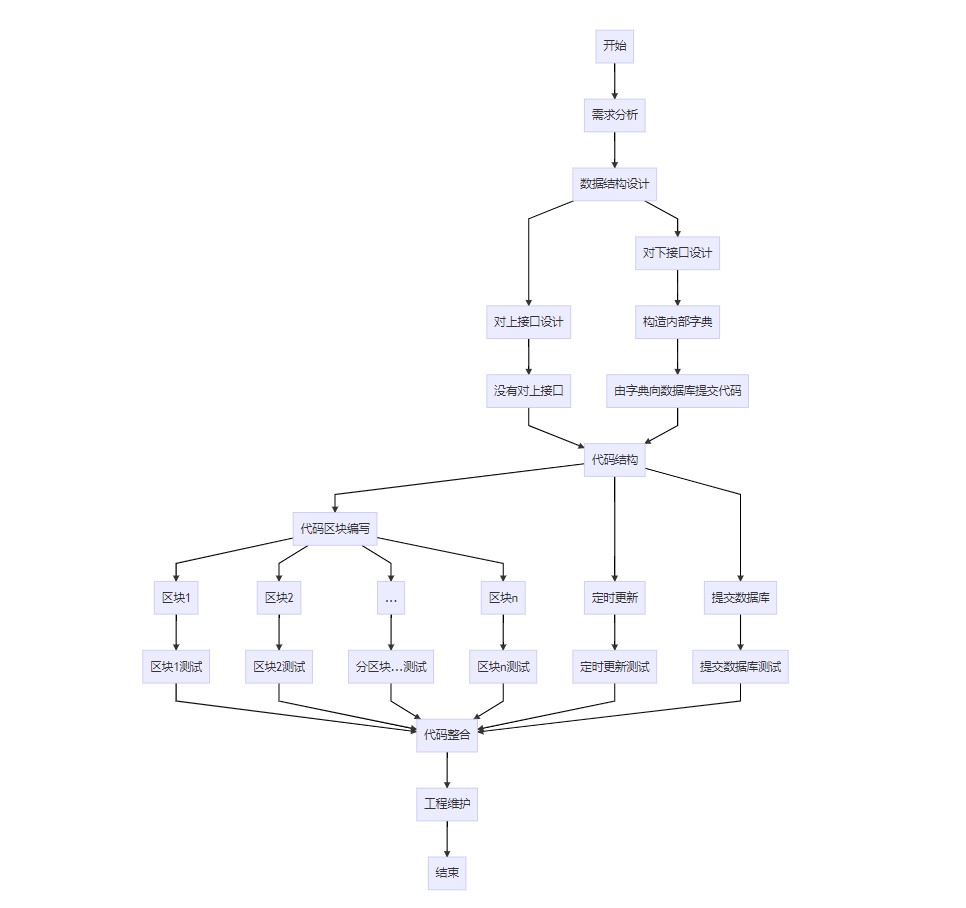 开始
需求分析
数据结构设计
对下接口设计
对上接口设计
构造内部字典
没有对上接口
由字典向数据库提交代码
代码结构
代码区块编写
区块1
区块2
...
区块n
定时更新
提交数据库
区块1测试
区块2测试
分区块...测试
区块n测试
定时更新测试
提交数据库测试
代码整合
工程维护
结束